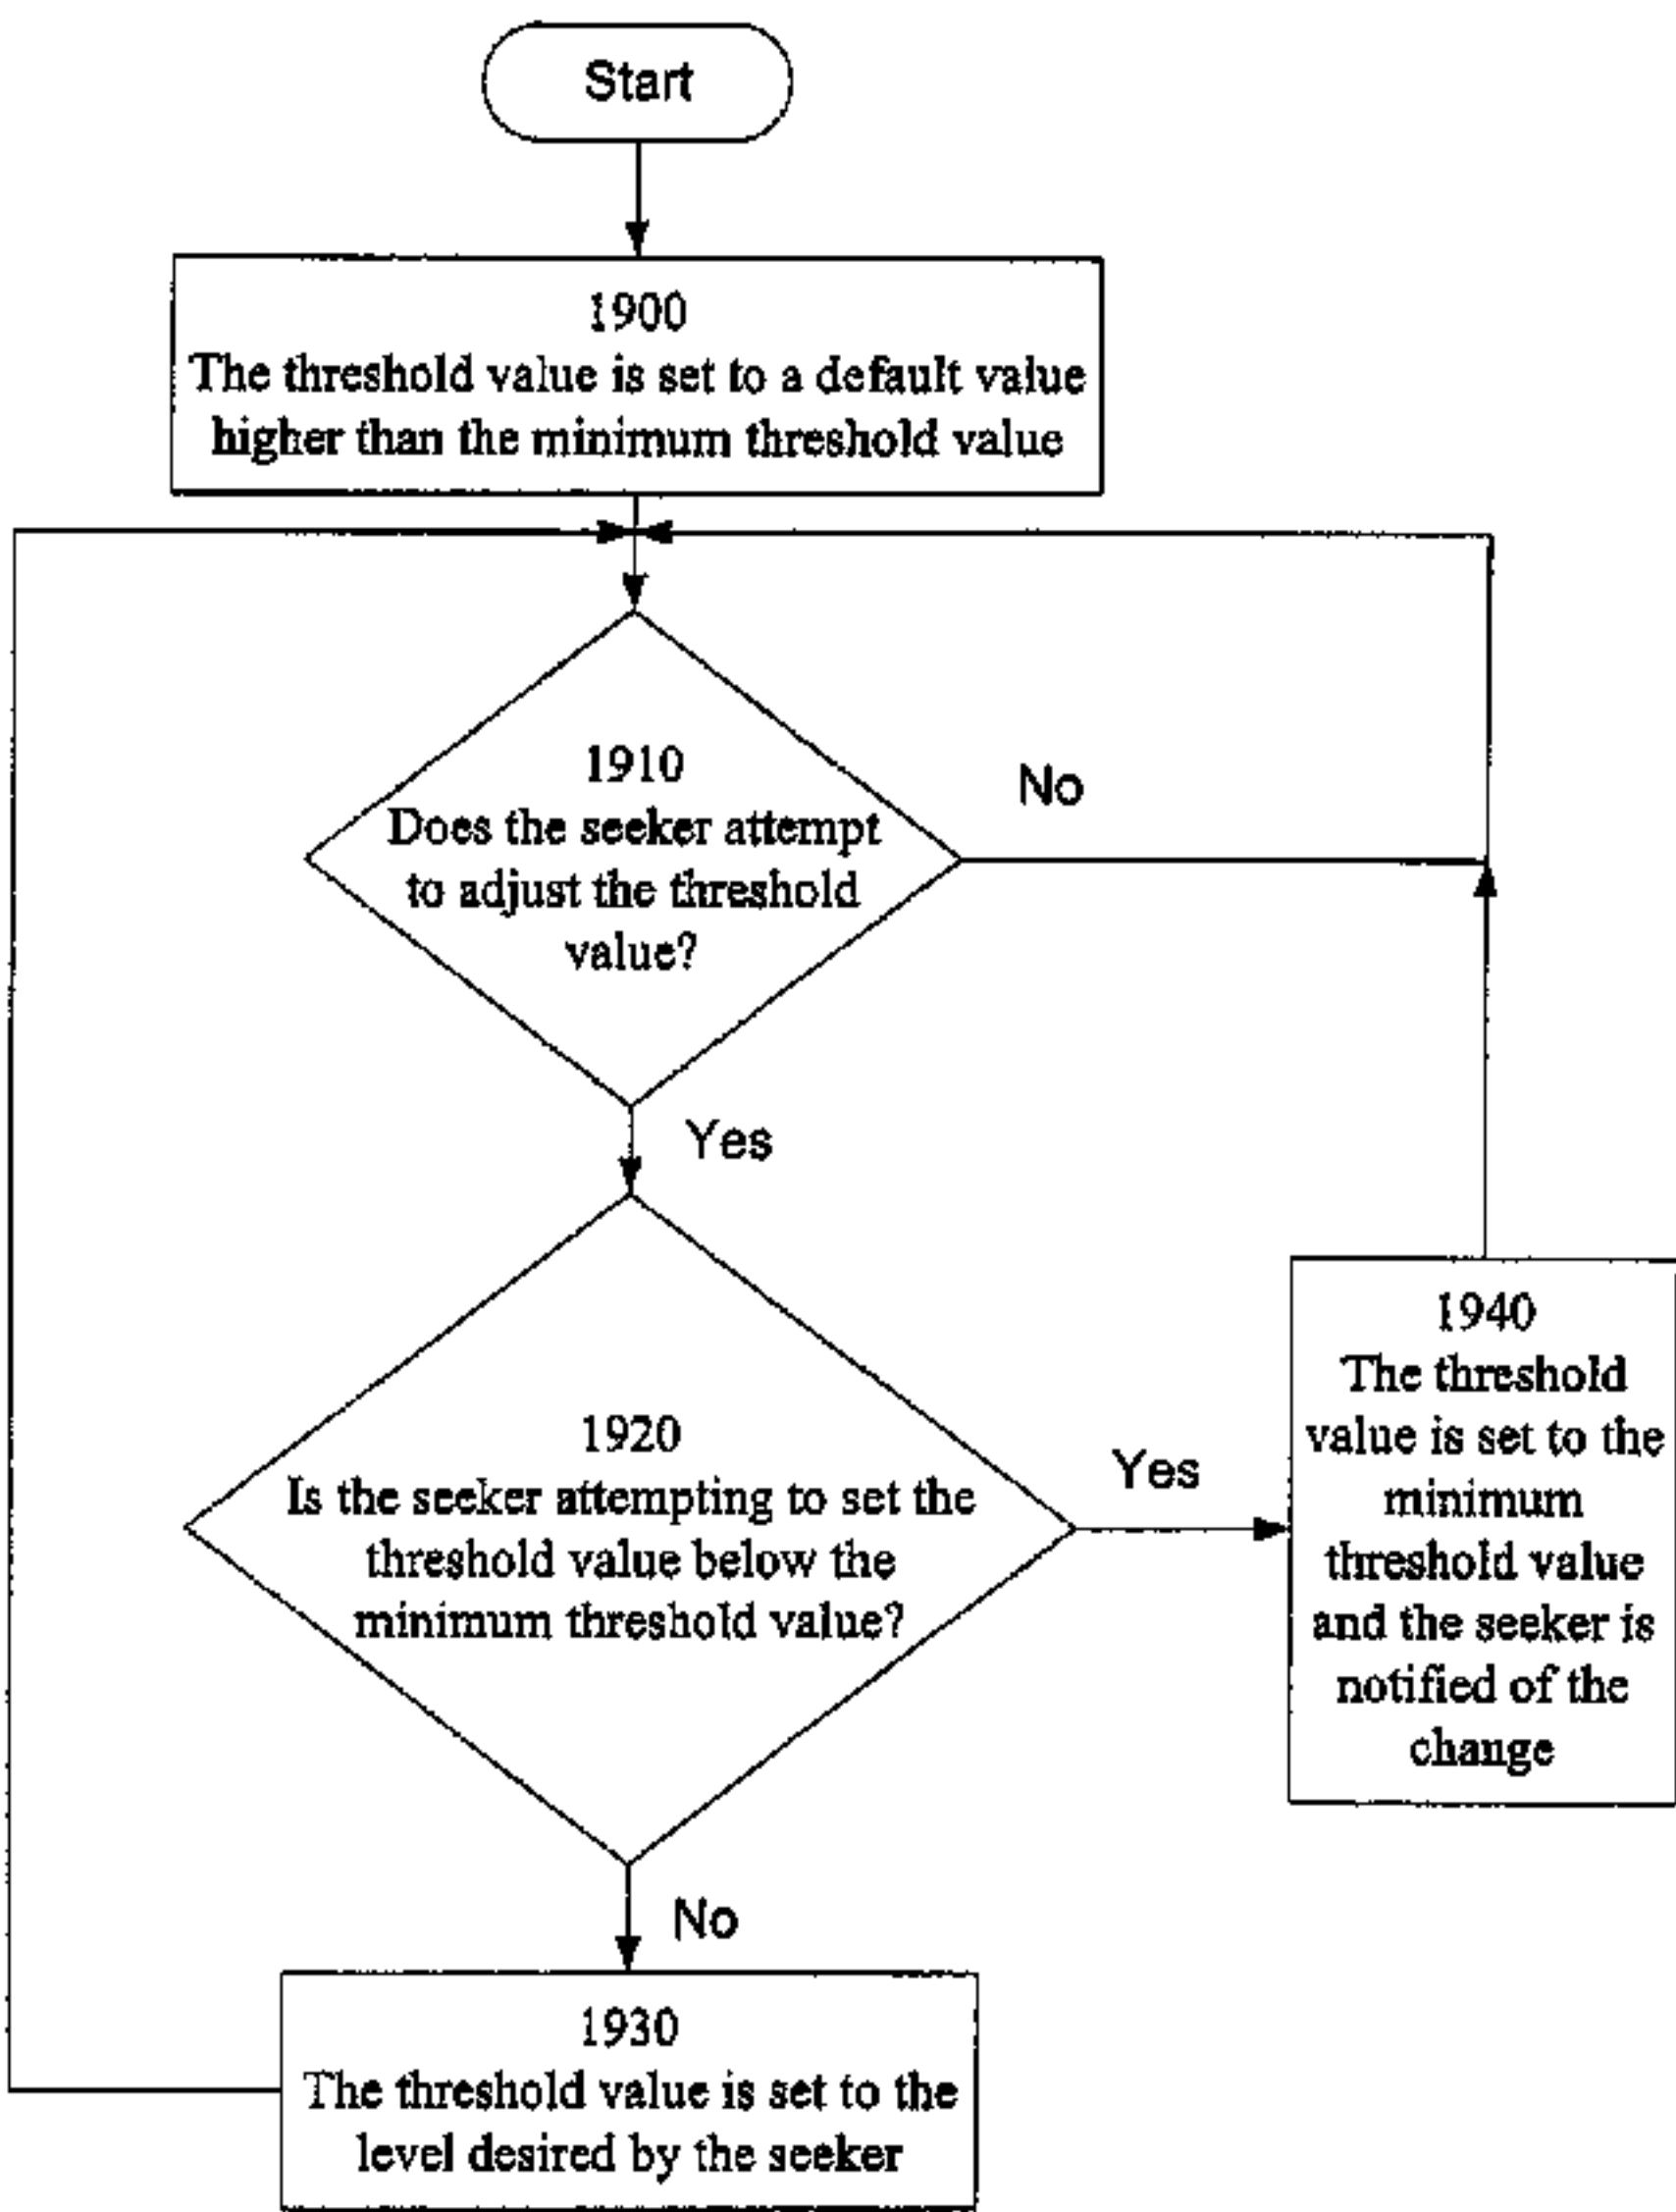 Start
1900
The threshold value is set to a default value
higher than the minimum threshold value
1910
Does the seeker attempt
to adjust the threshold
value?
No
Yes
1920
Is the seeker attempting to set the
threshold value below the
minimum threshold value?
Yes
1940
The threshold
value is set to the
minimum
threshold value
and the seeker is
notified of the
change
No
1930
The threshold value is set to the
level desired by the seeker